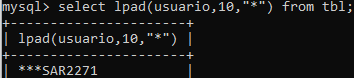 mysql> select lpad(usuario,10,"*") from tbl;
+----------------------+
| lpad(usuario,10,"*") |
+----------------------+
| ***SAR2271           |